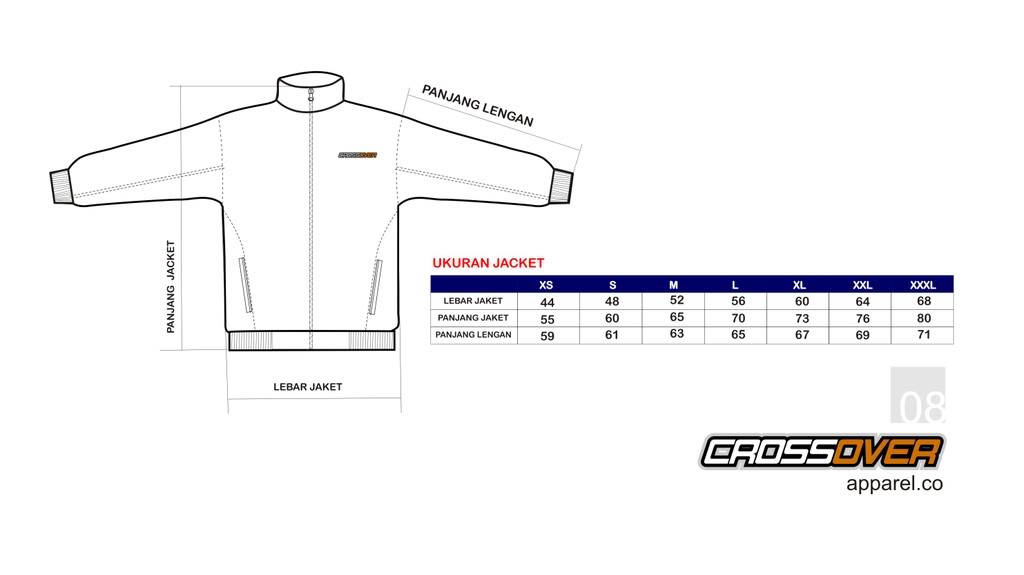 PANJANG LENGAN
CROSSOVER
PANJANG JACKET
LEBAR JAKET
UKURAN JACKET
XS S M L XL XXL XXXL
LEBAR JAKET 44 48 52 56 60 64 68
PANJANG JAKET 55 60 65 70 73 76 80
PANJANG LENGAN 59 61 63 65 67 69 71
08
CROSSOVER
apparel.co